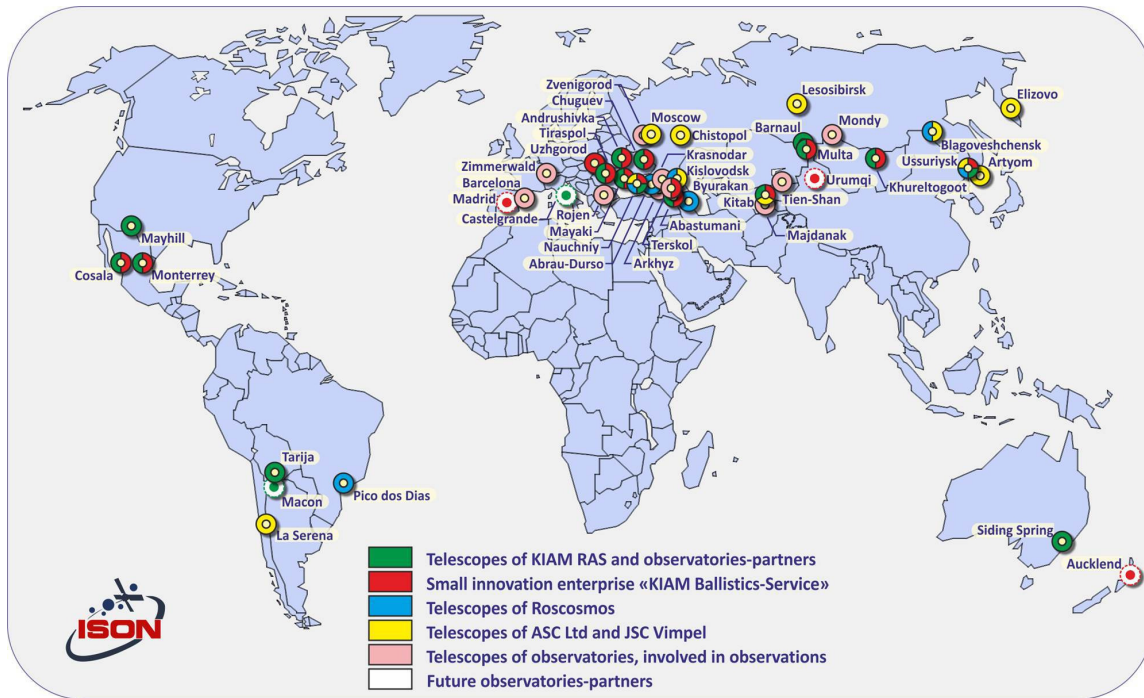 Zvenigorod
Chuguev
Andrushivka
Tiraspol
Uzhgorod
Zimmerwald
Barcelona
Madrid
Castelgrande
Rojen
Mayaki
Nauchniy
Abrau-Durso
Moscow
Chistopol
Krasnodar
Kislovodsk
Byurakan
Abastumani
Terskol
Arkhyz
Lesosibirsk
Elizovo
Barnaul
Mondy
Multa
Blagoveshchensk
Ussuriysk
Artyom
Urumqi
Khureltogoot
Kitab
Tien-Shan
Majdanak
Mayhill
Cosala
Monterrey
Tarija
Macon
Pico dos Dias
La Serena
Siding Spring
Aucklend
Telescopes of KIAM RAS and observatories-partners
Small innovation enterprise «KIAM Ballistics-Service»
Telescopes of Roscosmos
Telescopes of ASC Ltd and JSC Vimpel
Telescopes of observatories, involved in observations
Future observatories-partners
ISON